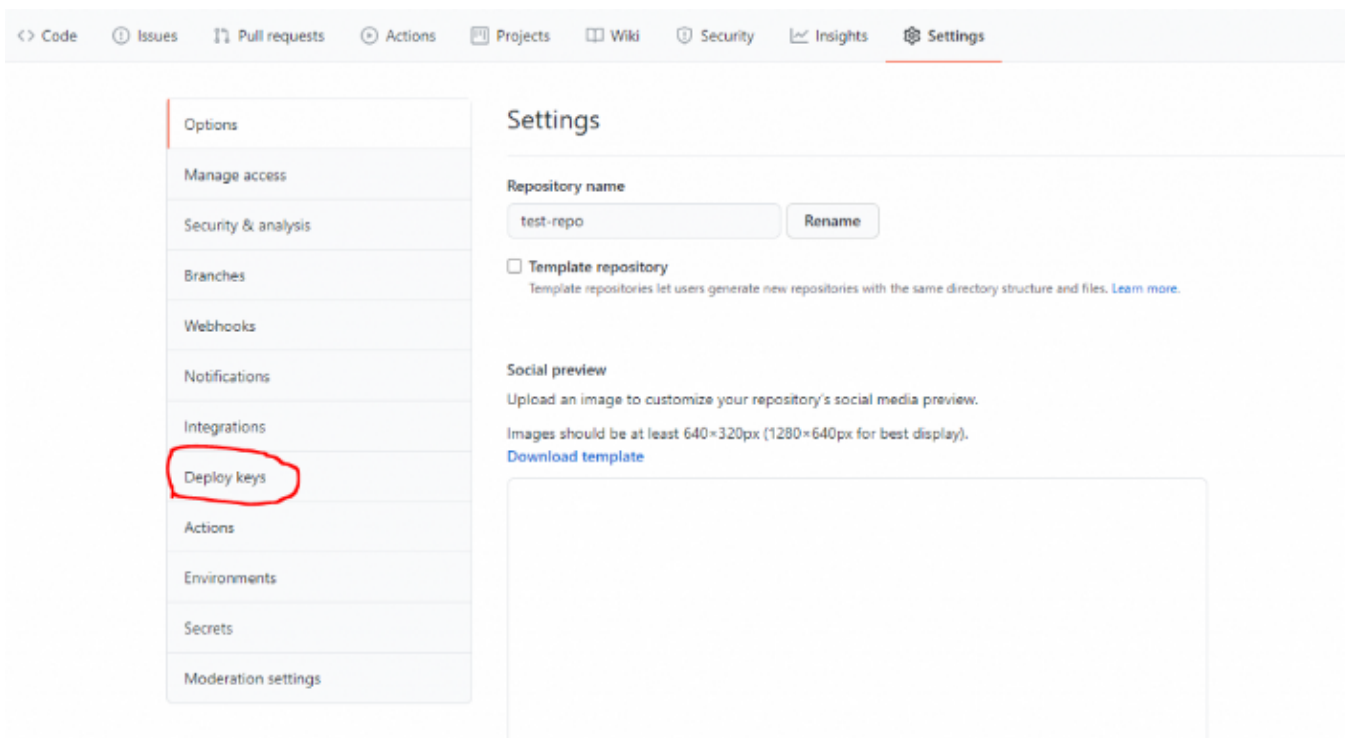 Code Issues Pull requests Actions Projects Wiki Security Insights Settings
Options
Manage access
Security & analysis
Branches
Webhooks
Notifications
Integrations
Deploy keys
Actions
Environments
Secrets
Moderation settings
Settings
Repository name
test-repo Rename
Template repository
Template repositories let users generate new repositories with the same directory structure and files. Learn more.
Social preview
Upload an image to customize your repository's social media preview.
Images should be at least 640×320px (1280×640px for best display).
Download template